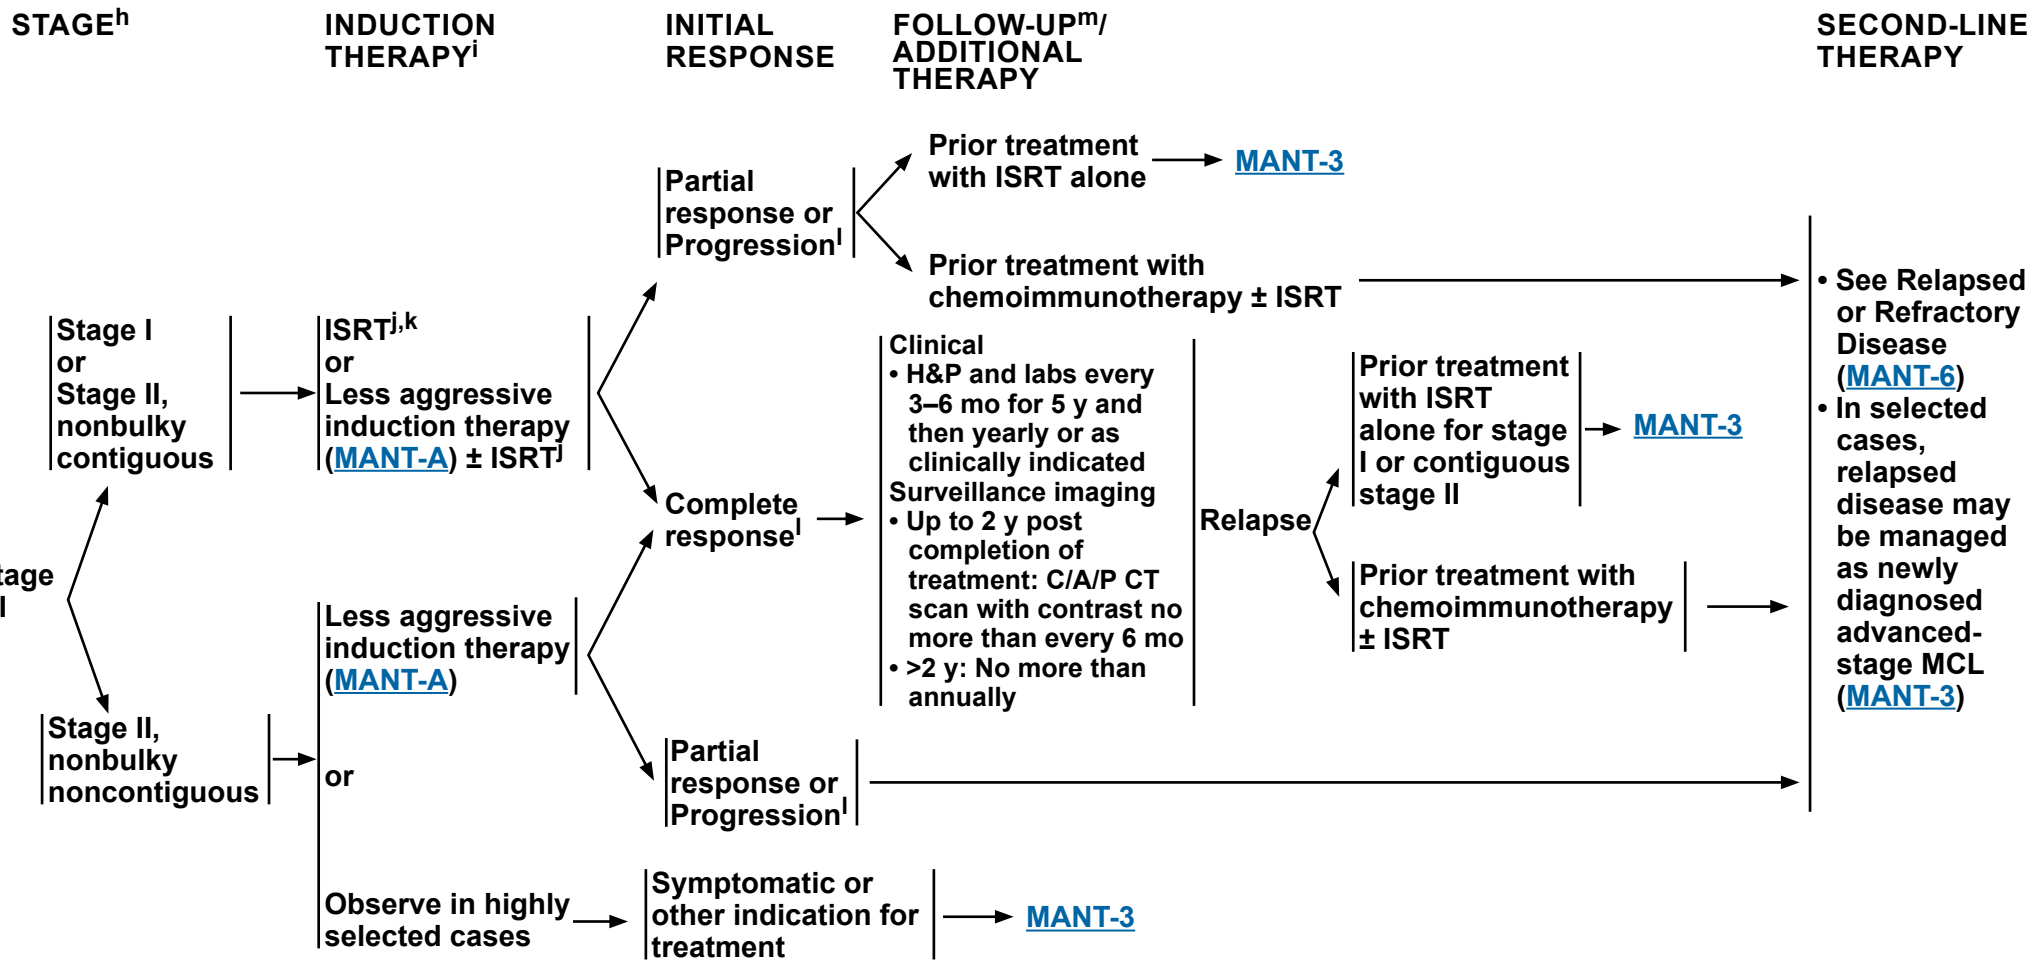 STAGEh
INDUCTION
THERAPYi
INITIAL
RESPONSE
FOLLOW-UPm/
ADDITIONAL
THERAPY
SECOND-LINE
THERAPY
Stage I
or
Stage II,
nonbulky
contiguous
Stage II,
nonbulky
noncontiguous
ISRTj,k
or
Less aggressive
induction therapy
(MANT-A) ± ISRTj
Less aggressive
induction therapy
(MANT-A)
or
Observe in highly
selected cases
Partial
response or
Progressionl
Complete
responsel
Partial
response or
Progressionl
Symptomatic or
other indication for
treatment
MANT-3
Prior treatment
with ISRT alone
MANT-3
Prior treatment with
chemoimmunotherapy ± ISRT
Clinical
• H&P and labs every
3–6 mo for 5 y and
then yearly or as
clinically indicated
Surveillance imaging
• Up to 2 y post
completion of
treatment: C/A/P CT
scan with contrast no
more than every 6 mo
• >2 y: No more than
annually
Relapse
Prior treatment
with ISRT
alone for stage
I or contiguous
stage II
MANT-3
Prior treatment with
chemoimmunotherapy
± ISRT
• See Relapsed
or Refractory
Disease
(MANT-6)
• In selected
cases,
relapsed
disease may
be managed
as newly
diagnosed
advanced-
stage MCL
(MANT-3)